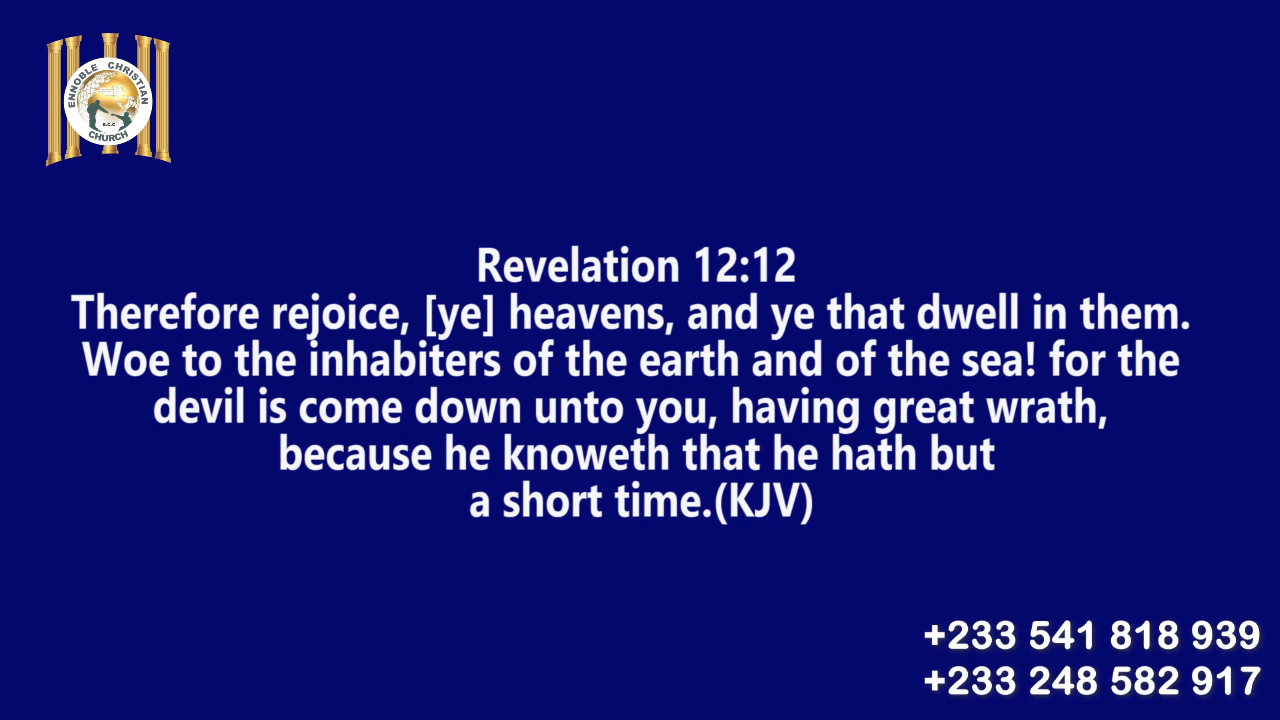 ENNOBLE CHRISTIAN
E.C.C
CHURCH
Revelation 12:12
Therefore rejoice, [ye] heavens, and ye that dwell in them.
Woe to the inhabiters of the earth and of the sea! for the
devil is come down unto you, having great wrath,
because he knoweth that he hath but
a short time.(KJV)
+233 541 818 939
+233 248 582 917